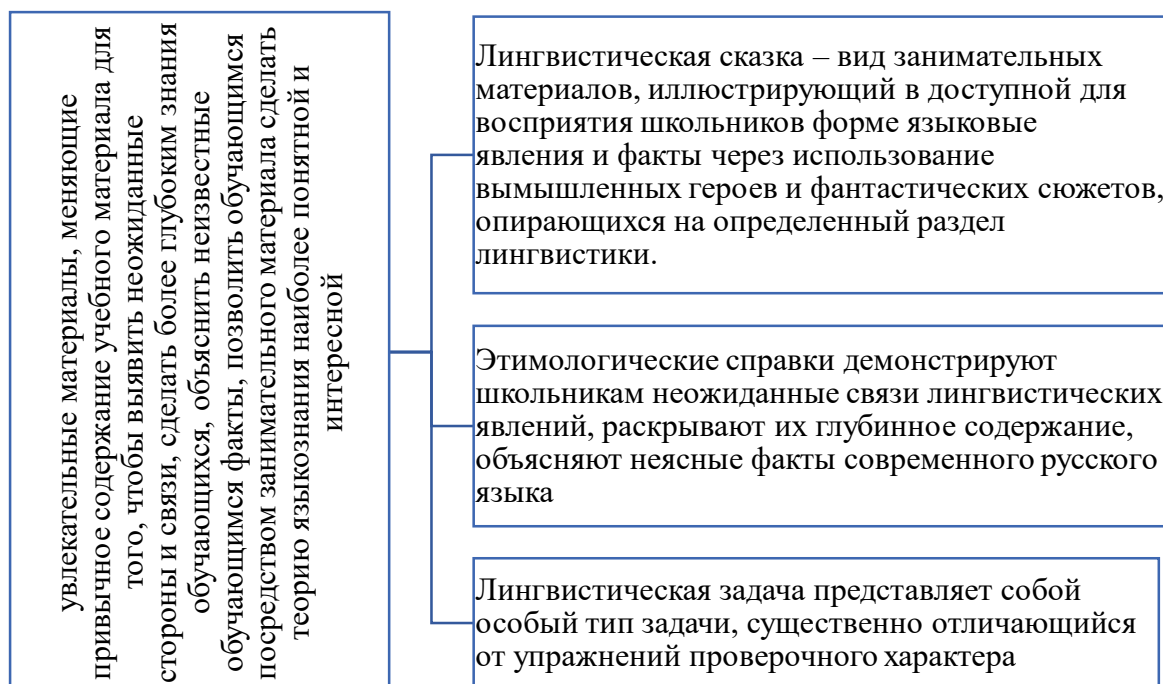 увлекательные материалы, меняющие
привычное содержание учебного материала для
того, чтобы выявить неожиданные
стороны и связи, сделать более глубоким знания
обучающихся, объяснить неизвестные
обучающимся факты, позволить обучающимся
посредством занимательного материала сделать
теорию языкознания наиболее понятной и
интересной
Лингвистическая сказка – вид занимательных
материалов, иллюстрирующий в доступной для
восприятия школьников форме языковые
явления и факты через использование
вымышленных героев и фантастических сюжетов,
опирающихся на определенный раздел
лингвистики.
Этимологические справки демонстрируют
школьникам неожиданные связи лингвистических
явлений, раскрывают их глубинное содержание,
объясняют неясные факты современного русского
языка
Лингвистическая задача представляет собой
особый тип задачи, существенно отличающийся
от упражнений проверочного характера